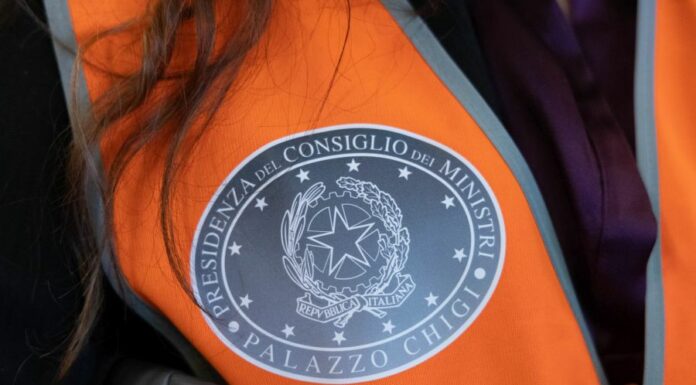 PRESIDENZA DEL CONSIGLIO DEI MINISTRI
REPVBBLICA ITALIANA
PALAZZO CHIGI